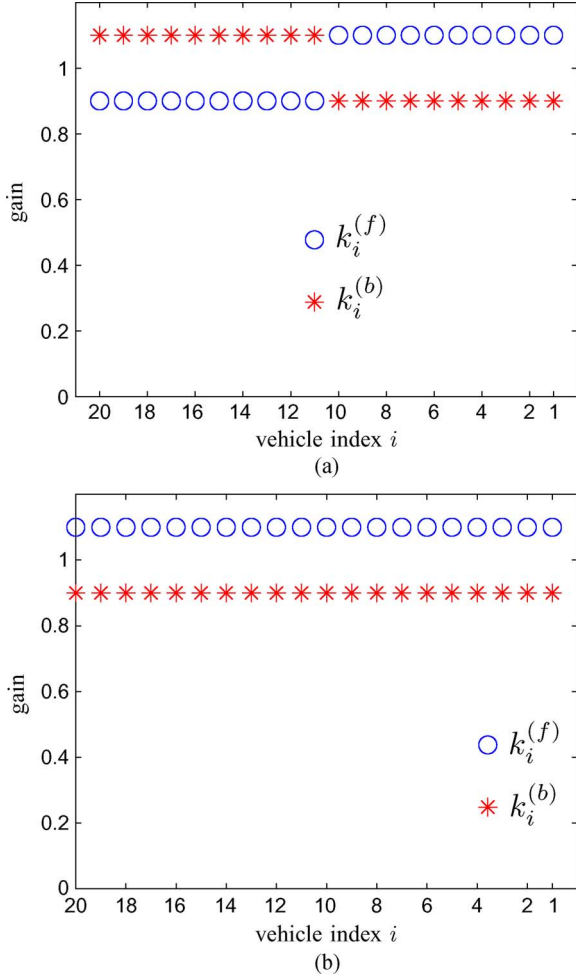 1
0.8
0.6
0.4
0.2
0
gain
k_i^{(f)}
k_i^{(b)}
20 18 16 14 12 10 8 6 4 2 1
vehicle index i
(a)
1
0.8
0.6
0.4
0.2
0
gain
k_i^{(f)}
k_i^{(b)}
20 18 16 14 12 10 8 6 4 2 1
vehicle index i
(b)